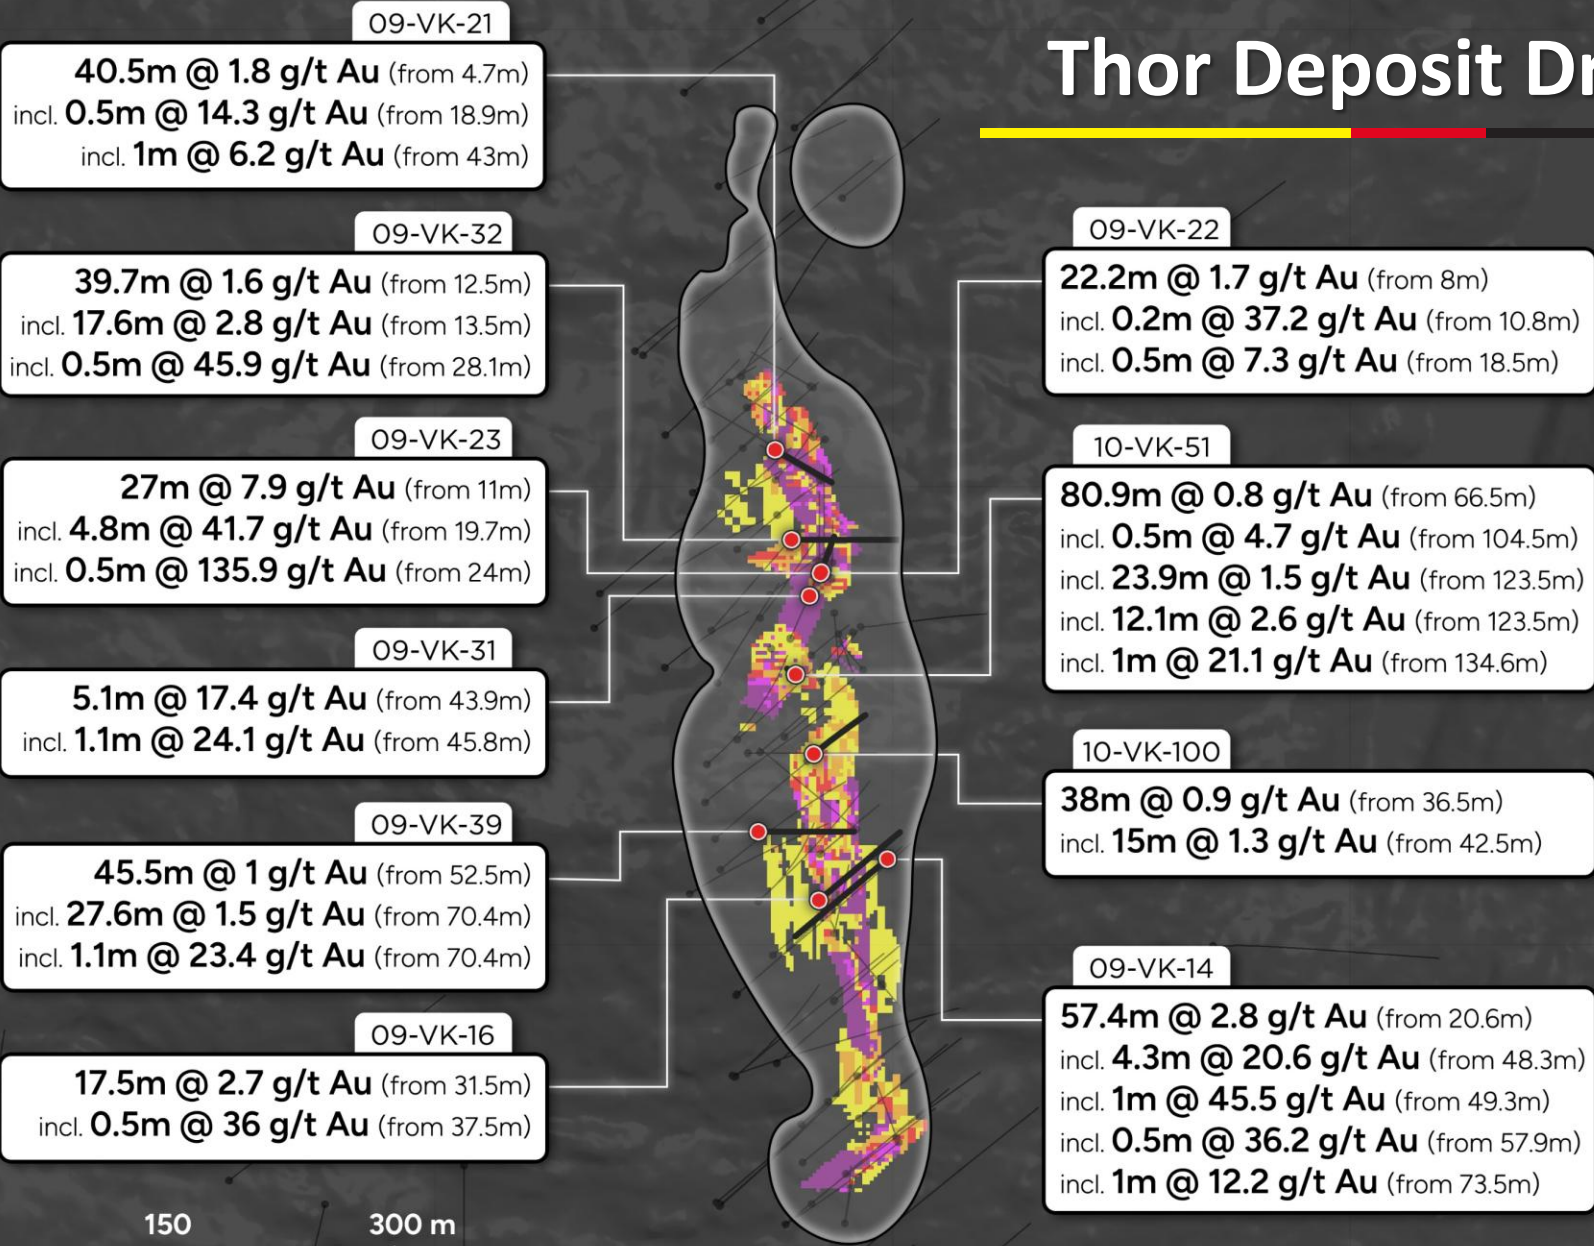 Thor Deposit Dr
09-VK-21
40.5m @ 1.8 g/t Au (from 4.7m)
incl. 0.5m @ 14.3 g/t Au (from 18.9m)
incl. 1m @ 6.2 g/t Au (from 43m)
09-VK-32
39.7m @ 1.6 g/t Au (from 12.5m)
incl. 17.6m @ 2.8 g/t Au (from 13.5m)
incl. 0.5m @ 45.9 g/t Au (from 28.1m)
09-VK-23
27m @ 7.9 g/t Au (from 11m)
incl. 4.8m @ 41.7 g/t Au (from 19.7m)
incl. 0.5m @ 135.9 g/t Au (from 24m)
09-VK-31
5.1m @ 17.4 g/t Au (from 43.9m)
incl. 1.1m @ 24.1 g/t Au (from 45.8m)
09-VK-39
45.5m @ 1 g/t Au (from 52.5m)
incl. 27.6m @ 1.5 g/t Au (from 70.4m)
incl. 1.1m @ 23.4 g/t Au (from 70.4m)
09-VK-16
17.5m @ 2.7 g/t Au (from 31.5m)
incl. 0.5m @ 36 g/t Au (from 37.5m)
150 300 m
09-VK-22
22.2m @ 1.7 g/t Au (from 8m)
incl. 0.2m @ 37.2 g/t Au (from 10.8m)
incl. 0.5m @ 7.3 g/t Au (from 18.5m)
10-VK-51
80.9m @ 0.8 g/t Au (from 66.5m)
incl. 0.5m @ 4.7 g/t Au (from 104.5m)
incl. 23.9m @ 1.5 g/t Au (from 123.5m)
incl. 12.1m @ 2.6 g/t Au (from 123.5m)
incl. 1m @ 21.1 g/t Au (from 134.6m)
10-VK-100
38m @ 0.9 g/t Au (from 36.5m)
incl. 15m @ 1.3 g/t Au (from 42.5m)
09-VK-14
57.4m @ 2.8 g/t Au (from 20.6m)
incl. 4.3m @ 20.6 g/t Au (from 48.3m)
incl. 1m @ 45.5 g/t Au (from 49.3m)
incl. 0.5m @ 36.2 g/t Au (from 57.9m)
incl. 1m @ 12.2 g/t Au (from 73.5m)